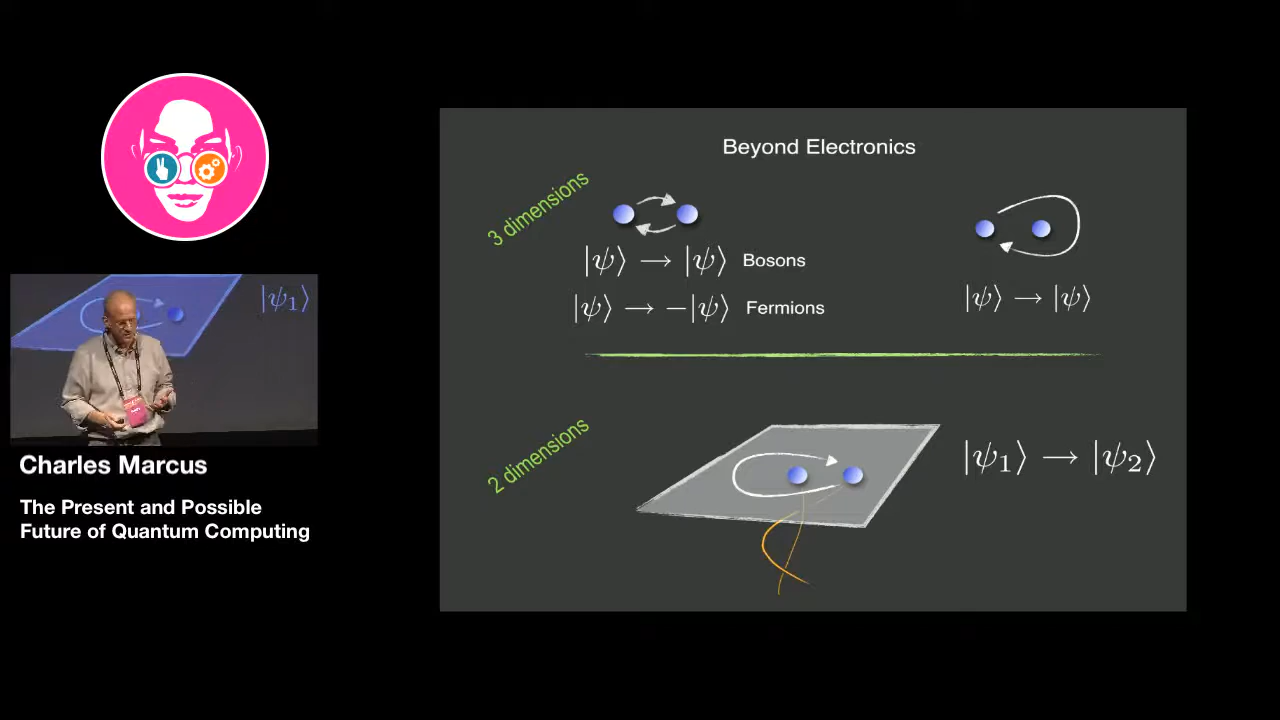 Beyond Electronics
3 dimensions
|ψ⟩ → |ψ⟩ Bosons
|ψ⟩ → −|ψ⟩ Fermions
|ψ⟩ → |ψ⟩
2 dimensions
|ψ₁⟩ → |ψ₂⟩
|ψ₁⟩
Charles Marcus
The Present and Possible
Future of Quantum Computing